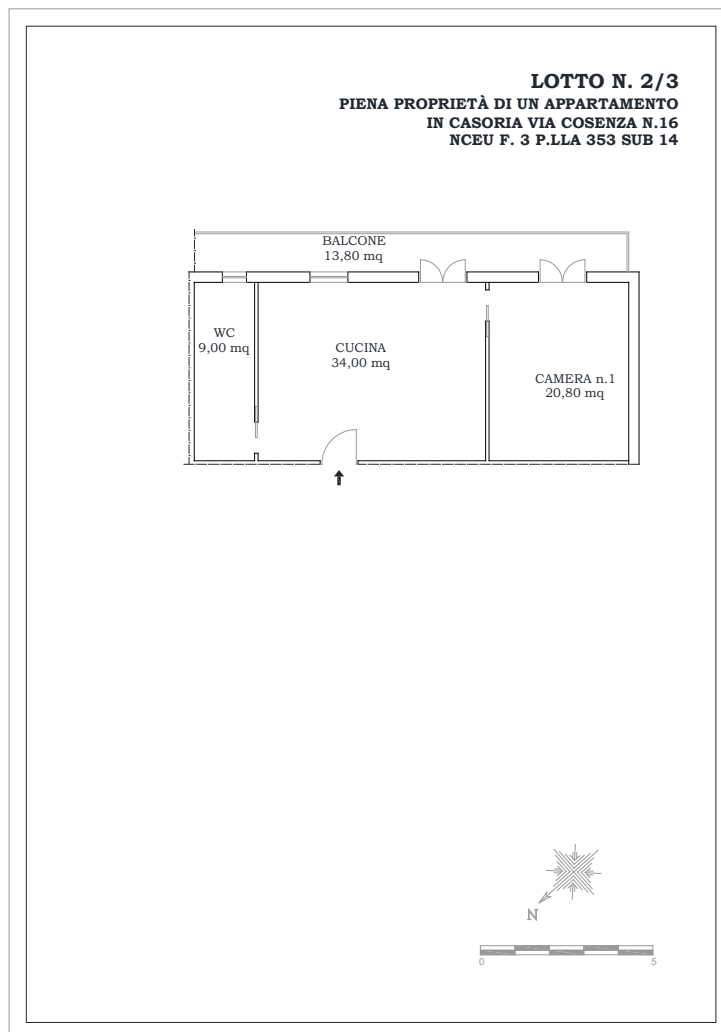 LOTTO N. 2/3
PIENA PROPRIETÀ DI UN APPARTAMENTO
IN CASORIA VIA COSENZA N.16
NCEU F. 3 P.LLA 353 SUB 14
BALCONE
13,80 mq
WC
9,00 mq
CUCINA
34,00 mq
CAMERA n.1
20,80 mq
N
0 5